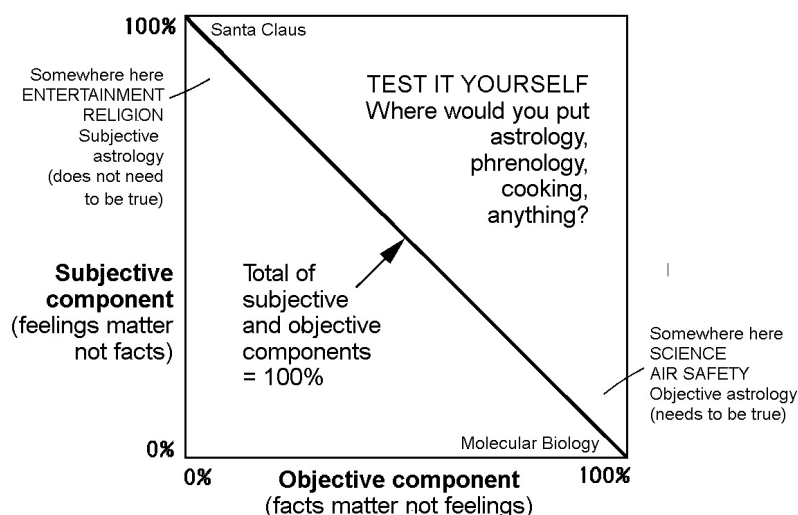 100%
Santa Claus
Somewhere here
ENTERTAINMENT
RELIGION
Subjective
astrology
(does not need
to be true)
TEST IT YOURSELF
Where would you put
astrology,
phrenology,
cooking,
anything?
Subjective
component
(feelings matter
not facts)
Total of
subjective
and objective
components
= 100%
Somewhere here
SCIENCE
AIR SAFETY
Objective astrology
(needs to be true)
0%
Molecular Biology
0%
Objective component
(facts matter not feelings)
100%